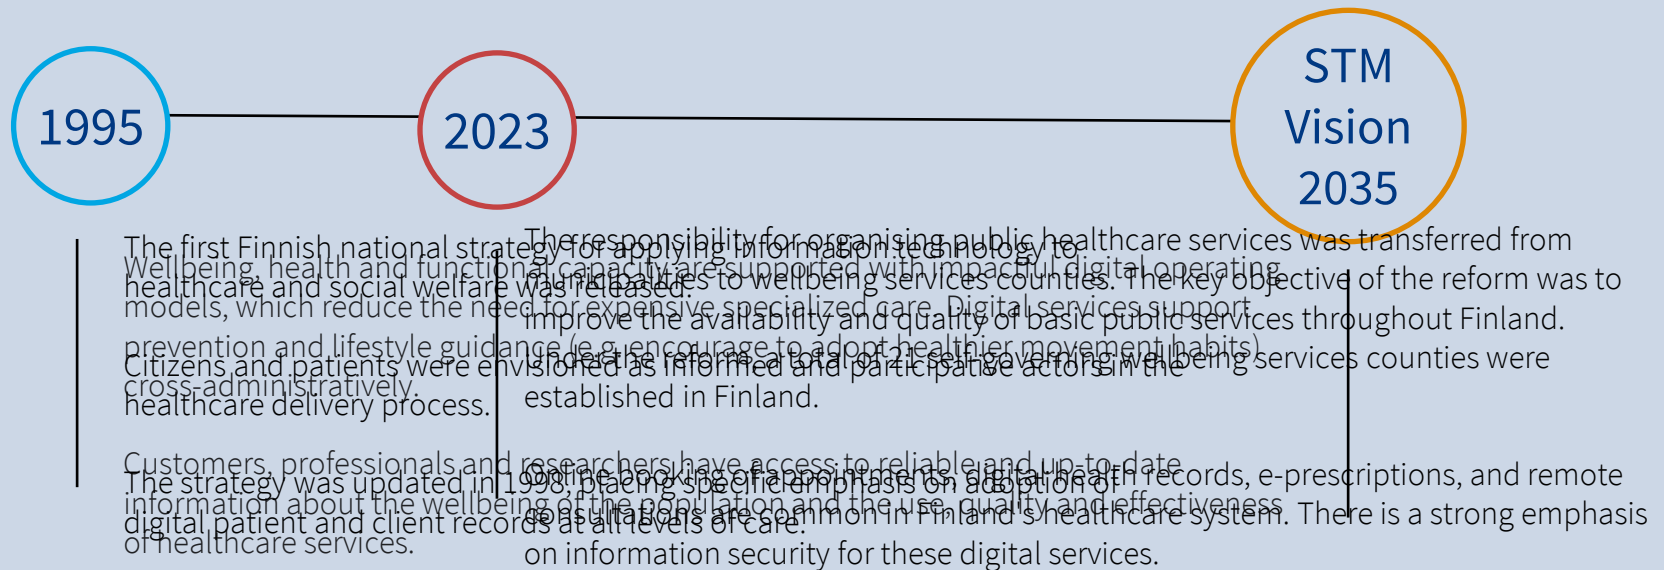 1995
2023
STM
Vision
2035
The first Finnish national strategy for applying information technology to
healthcare and social welfare was released.
Citizens and patients were envisioned as informed and participative actors in the
healthcare delivery process.
The strategy was updated in 1998, placing specific emphasis on adoption of
digital patient and client records at all levels of care.
The responsibility for organising public healthcare services was transferred from
municipalities to wellbeing services counties. The key objective of the reform was to
improve the availability and quality of basic public services throughout Finland.
Under the reform, a total of 21 self-governing wellbeing services counties were
established in Finland.
Online booking of appointments, digital health records, e-prescriptions, and remote
consultations are common in Finland's healthcare system. There is a strong emphasis
on information security for these digital services.
Wellbeing, health and functional capacity are supported with impactful digital operating
models, which reduce the need for expensive specialized care. Digital services support
prevention and lifestyle guidance (e.g. encourage to adopt healthier movement habits)
cross-administratively.
Customers, professionals and researchers have access to reliable and up-to-date
information about the wellbeing of the population and the use, quality and effectiveness
of healthcare services.